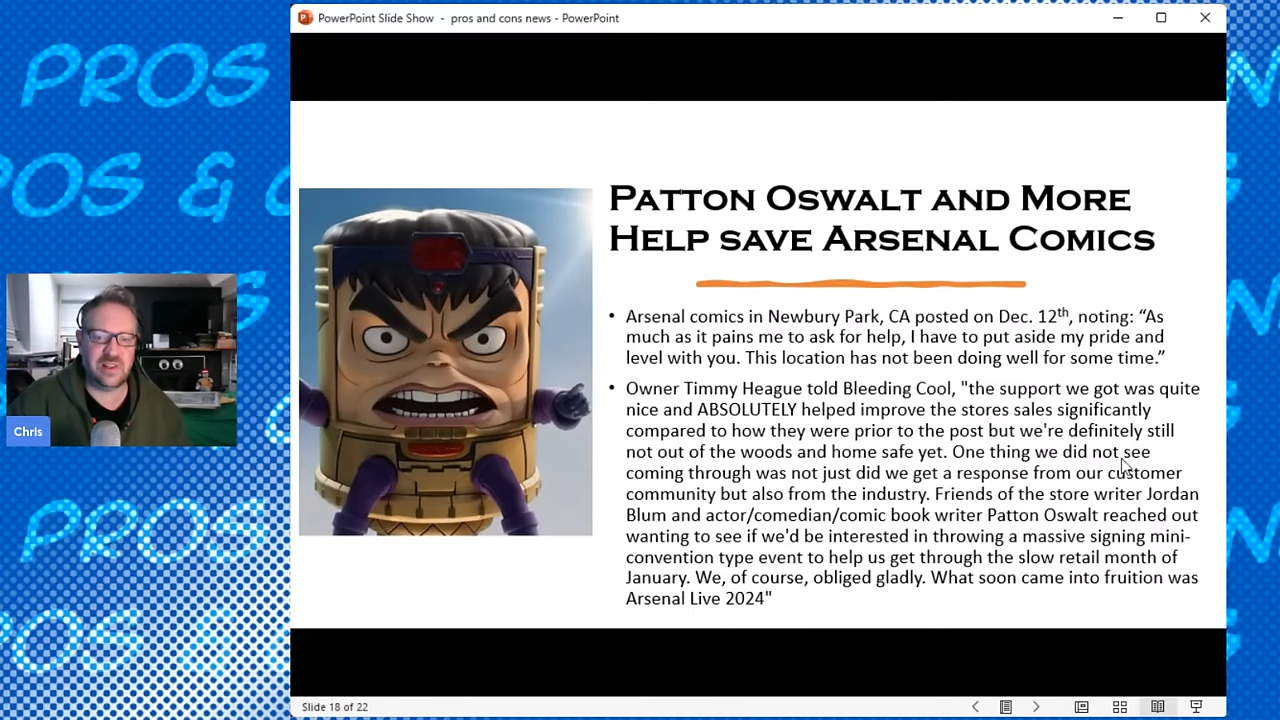 PowerPoint Slide Show - pros and cons news - PowerPoint
PROS
PROS & C
PROS
Chris
PATTON OSWALT AND MORE
HELP SAVE ARSENAL COMICS
• Arsenal comics in Newbury Park, CA posted on Dec. 12th, noting: “As
much as it pains me to ask for help, I have to put aside my pride and
level with you. This location has not been doing well for some time.”
• Owner Timmy Heague told Bleeding Cool, "the support we got was quite
nice and ABSOLUTELY helped improve the stores sales significantly
compared to how they were prior to the post but we're definitely still
not out of the woods and home safe yet. One thing we did not see
coming through was not just did we get a response from our customer
community but also from the industry. Friends of the store writer Jordan
Blum and actor/comedian/comic book writer Patton Oswalt reached out
wanting to see if we'd be interested in throwing a massive signing mini-
convention type event to help us get through the slow retail month of
January. We, of course, obliged gladly. What soon came into fruition was
Arsenal Live 2024"
Slide 18 of 22